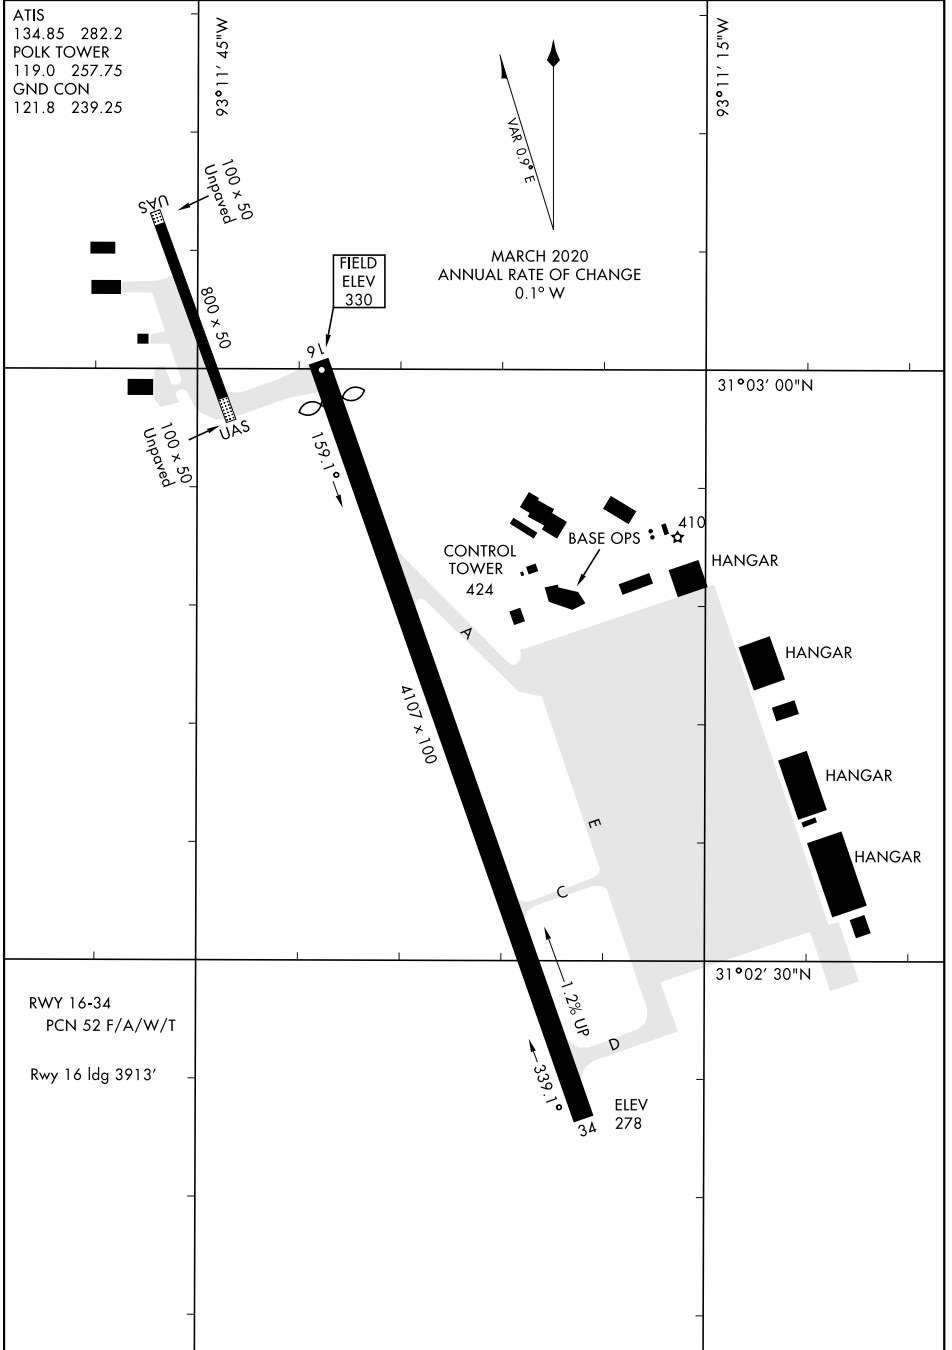 ATIS
134.85 282.2
POLK TOWER
119.0 257.75
GND CON
121.8 239.25
93°11' 45"W
93°11' 15"W
VAR 0.9° E
MARCH 2020
ANNUAL RATE OF CHANGE
0.1° W
100 x 50
Unpaved
UAS
800 x 50
UAS
100 x 50
Unpaved
FIELD
ELEV
330
16
159.1°
31°03' 00"N
410
BASE OPS
CONTROL
TOWER
424
HANGAR
HANGAR
HANGAR
HANGAR
A
4107 x 100
E
C
D
1.2% UP
339.1°
34
ELEV
278
31°02' 30"N
RWY 16-34
PCN 52 F/A/W/T
Rwy 16 ldg 3913'